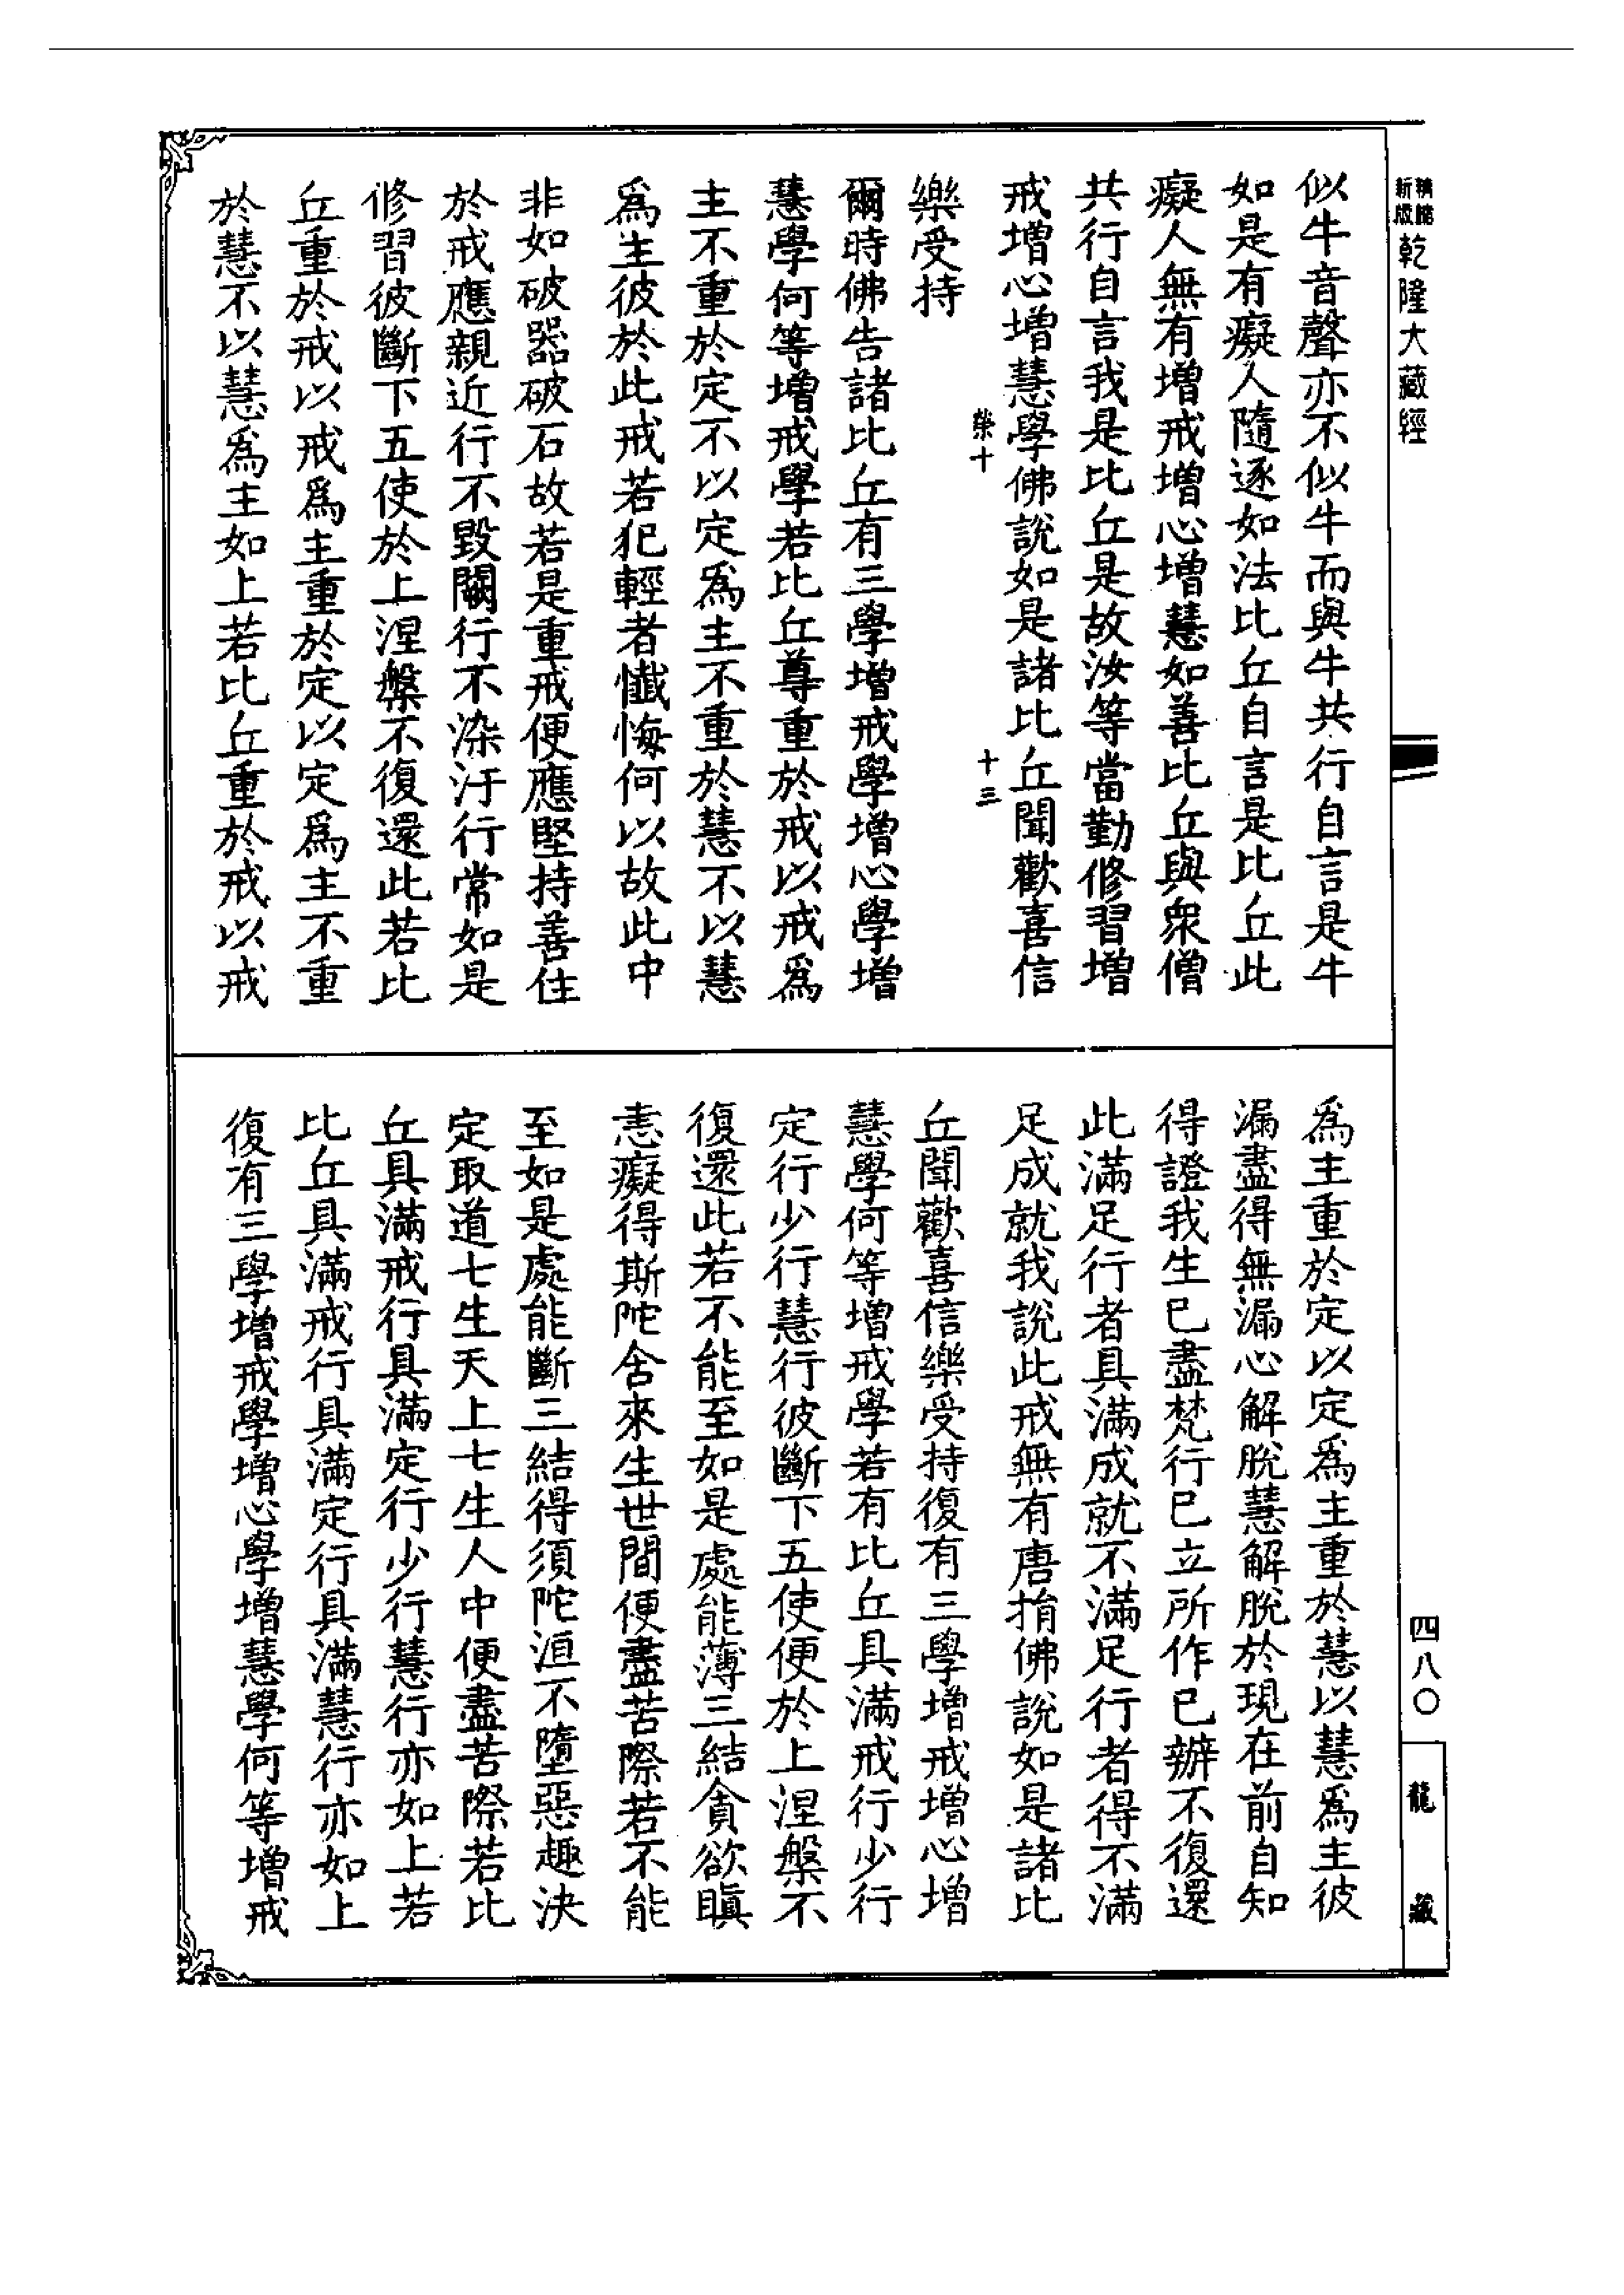 新版
精縮
乾隆大藏經
似牛音聲亦不似牛而與牛共行自言是牛
如是有癡人隨逐如法比丘自言是比丘此
癡人無有增戒增心增慧如善比丘與衆僧
共行自言我是比丘是故汝等當勤修習增
戒增心增慧學佛說如是諸比丘聞歡喜信
十三
樂受持
爾時佛告諸比丘有三學增戒學增心學增
慧學何等增戒學若比丘尊重於戒以戒爲
主不重於定不以定爲主不重於慧不以慧
爲主彼於此戒若犯輕者懺悔何以故此中
非如破器破石故若是重戒便應堅持善住
於戒應親近行不毀闕行不染汙行常如是
修習彼斷下五使於上涅槃不復還此若比
丘重於戒以戒爲主重於定以定爲主不重
於慧不以慧爲主如上若比丘重於戒以戒
爲主重於定以定爲主重於慧以慧爲主彼
漏盡得無漏心解脫慧解脫於現在前自知
得證我生已盡梵行已立所作已辦不復還
此滿足行者具滿成就不滿足行者得不滿
足成就我說此戒無有唐捐佛說如是諸比
丘聞歡喜信樂受持復有三學增戒增心增
慧學何等增戒學若有比丘具滿戒行少行
定行少行慧行彼斷下五使便於上涅槃不
復還此若不能至如是處能薄三結貪欲瞋
恚癡得斯陀含來生世間便盡苦際若不能
至如是處能斷三結得須陀洹不墮惡趣決
定取道七生天上七生人中便盡苦際若比
丘具滿戒行具滿定行少行慧行亦如上若
比丘具滿戒行具滿定行具滿慧行亦如上
復有三學增戒學增心學增慧學何等增戒
四八〇
龍藏